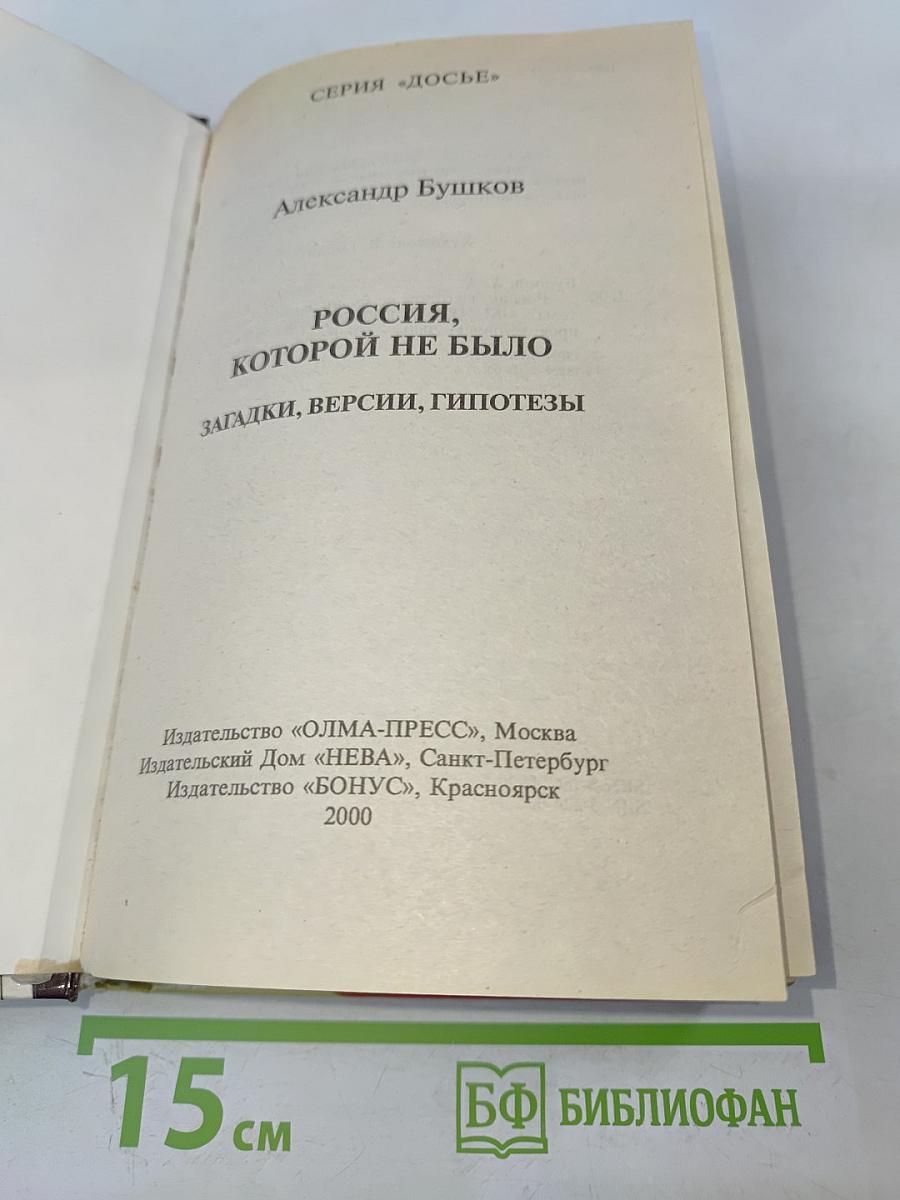 СЕРИЯ «ДОСЬЕ»
Александр Бушков
РОССИЯ,
КОТОРОЙ НЕ БЫЛО
ЗАГАДКИ, ВЕРСИИ, ГИПОТЕЗЫ
Издательство «ОЛМА-ПРЕСС», Москва
Издательский Дом «НЕВА», Санкт-Петербург
Издательство «БОНУС», Красноярск
2000
15 см
БФ БИБЛИОФАН